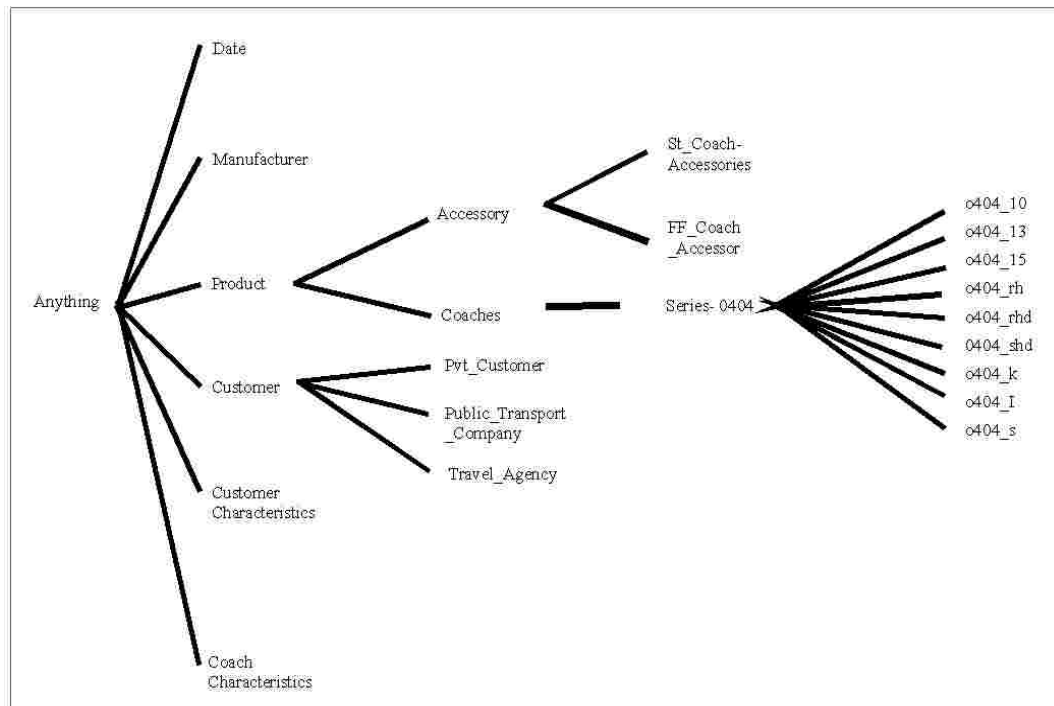 Date
Manufacturer
Product
Anything
Customer
Customer
Characteristics
Coach
Characteristics
Accessory
Coaches
Pvt_Customer
Public_Transport
_Company
Travel_Agency
St_Coach-
Accessories
FF_Coach
_Accessor
Series- 0404
o404_10
o404_13
o404_15
o404_rh
o404_rhd
0404_shd
o404_k
o404_I
o404_s